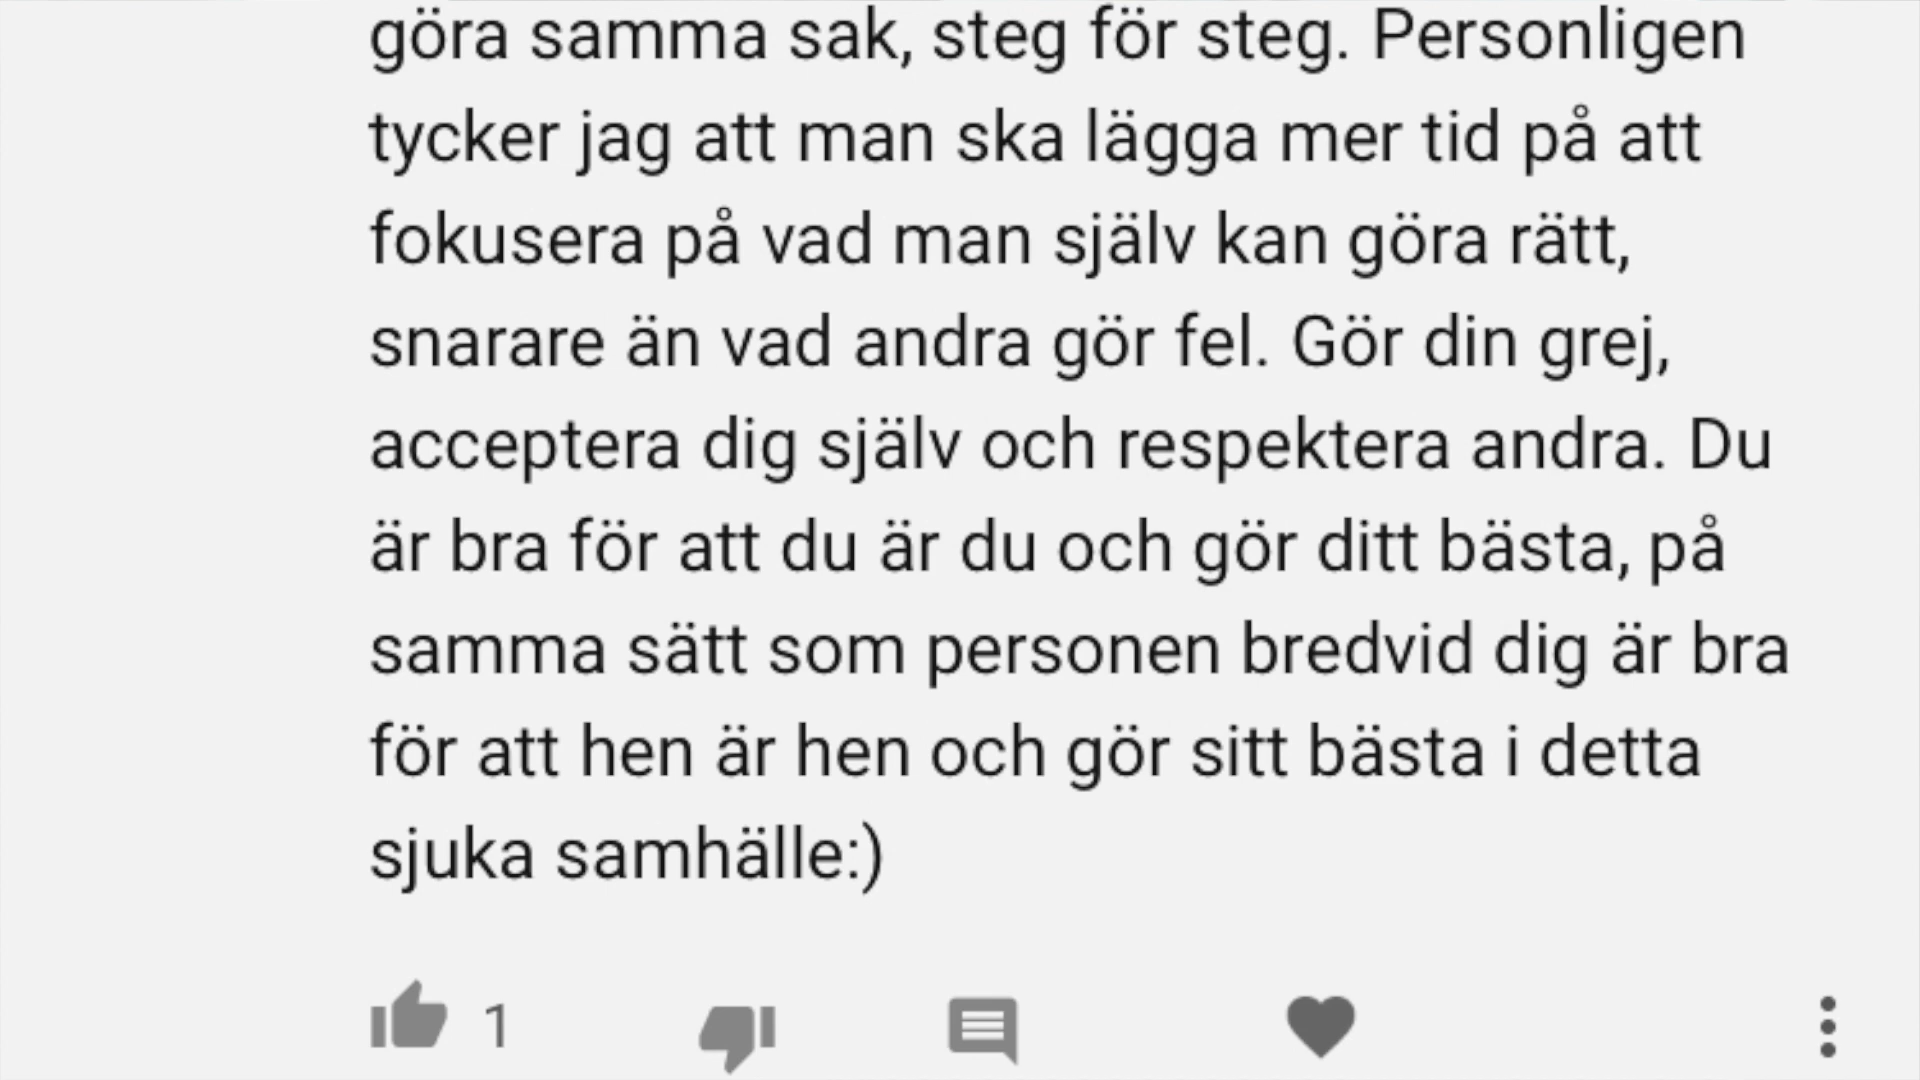 göra samma sak, steg för steg. Personligen
tycker jag att man ska lägga mer tid på att
fokusera på vad man själv kan göra rätt,
snarare än vad andra gör fel. Gör din grej,
acceptera dig själv och respektera andra. Du
är bra för att du är du och gör ditt bästa, på
samma sätt som personen bredvid dig är bra
för att hen är hen och gör sitt bästa i detta
sjuka samhälle:)
1